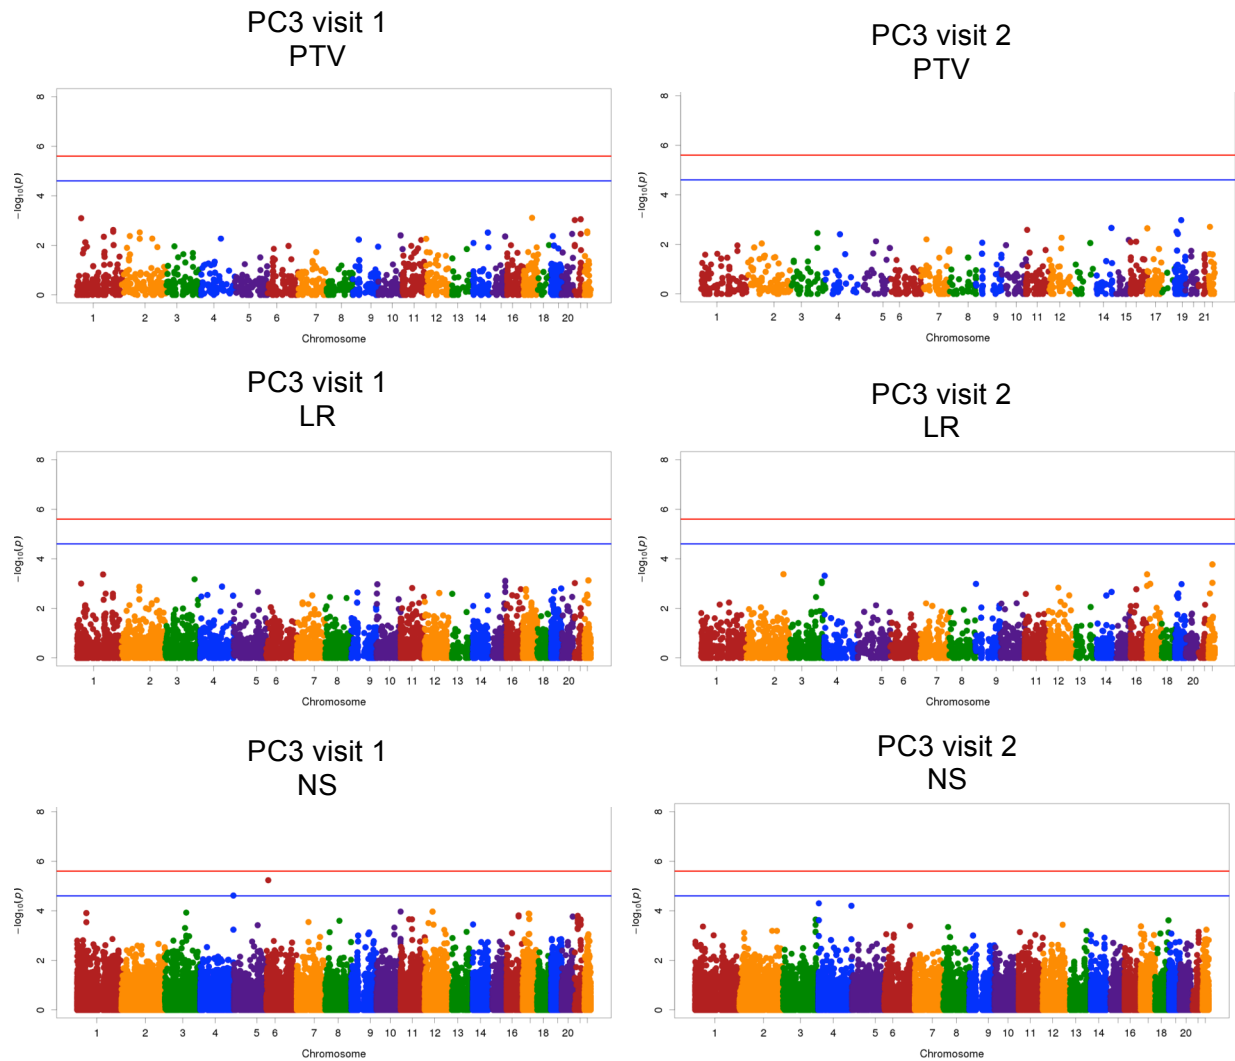 PC3 visit 1
PTV
8
6
4
2
0
−log₁₀(p)
1 2 3 4 5 6 7 8 9 10 11 12 13 14 16 18 20
Chromosome
PC3 visit 2
PTV
8
6
4
2
0
−log₁₀(p)
1 2 3 4 5 6 7 8 9 10 11 12 14 15 17 19 21
Chromosome
PC3 visit 1
LR
8
6
4
2
0
−log₁₀(p)
1 2 3 4 5 6 7 8 9 10 11 12 13 14 16 18 20
Chromosome
PC3 visit 2
LR
8
6
4
2
0
−log₁₀(p)
1 2 3 4 5 6 7 8 9 11 12 13 14 16 18 20
Chromosome
PC3 visit 1
NS
8
6
4
2
0
−log₁₀(p)
1 2 3 4 5 6 7 8 9 10 11 12 13 14 16 18 20
Chromosome
PC3 visit 2
NS
8
6
4
2
0
−log₁₀(p)
1 2 3 4 5 6 7 8 9 10 11 12 13 14 16 18 20
Chromosome